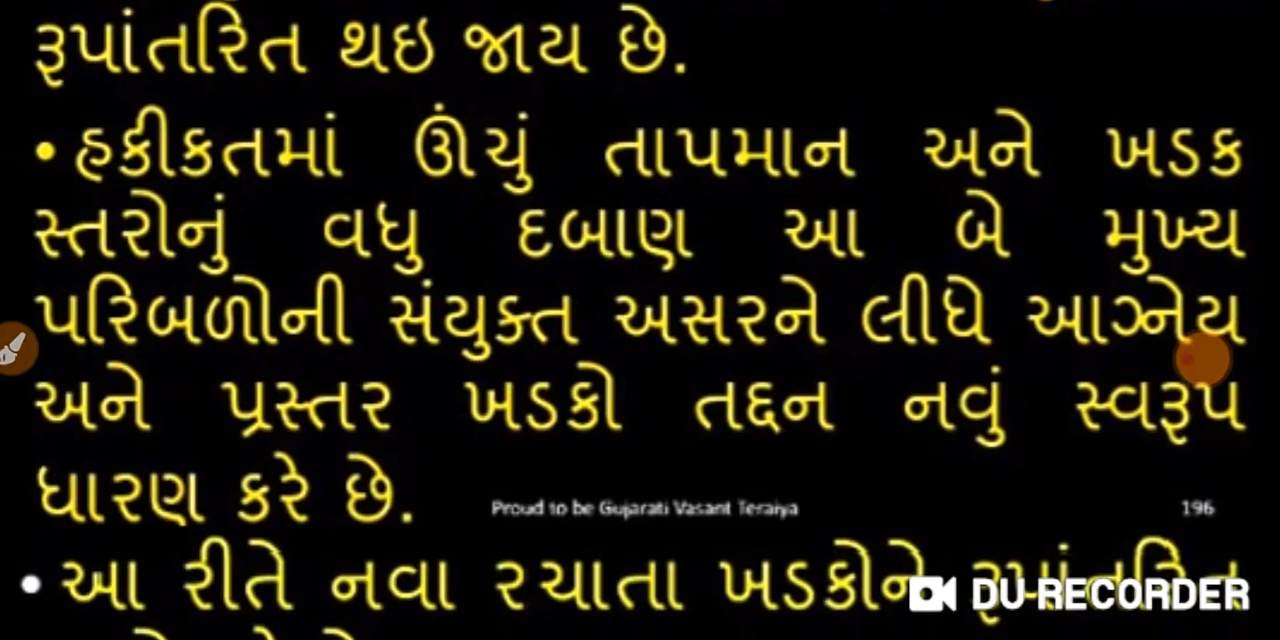 રૂપાંતરિત થઇ જાય છે.
• હકીકતમાં ઊંચું તાપમાન અને ખડક
સ્તરોનું વધુ દબાણ આ બે મુખ્ય
પરિબળોની સંયુક્ત અસરને લીધે આગ્નેય
અને પ્રસ્તર ખડકો તદ્દન નવું સ્વરૂપ
ધારણ કરે છે.
Proud to be Gujarati Vasant Teraiya
196
• આ રીતે નવા રચાતા ખડકોને રૂપાંતરિત
DU RECORDER